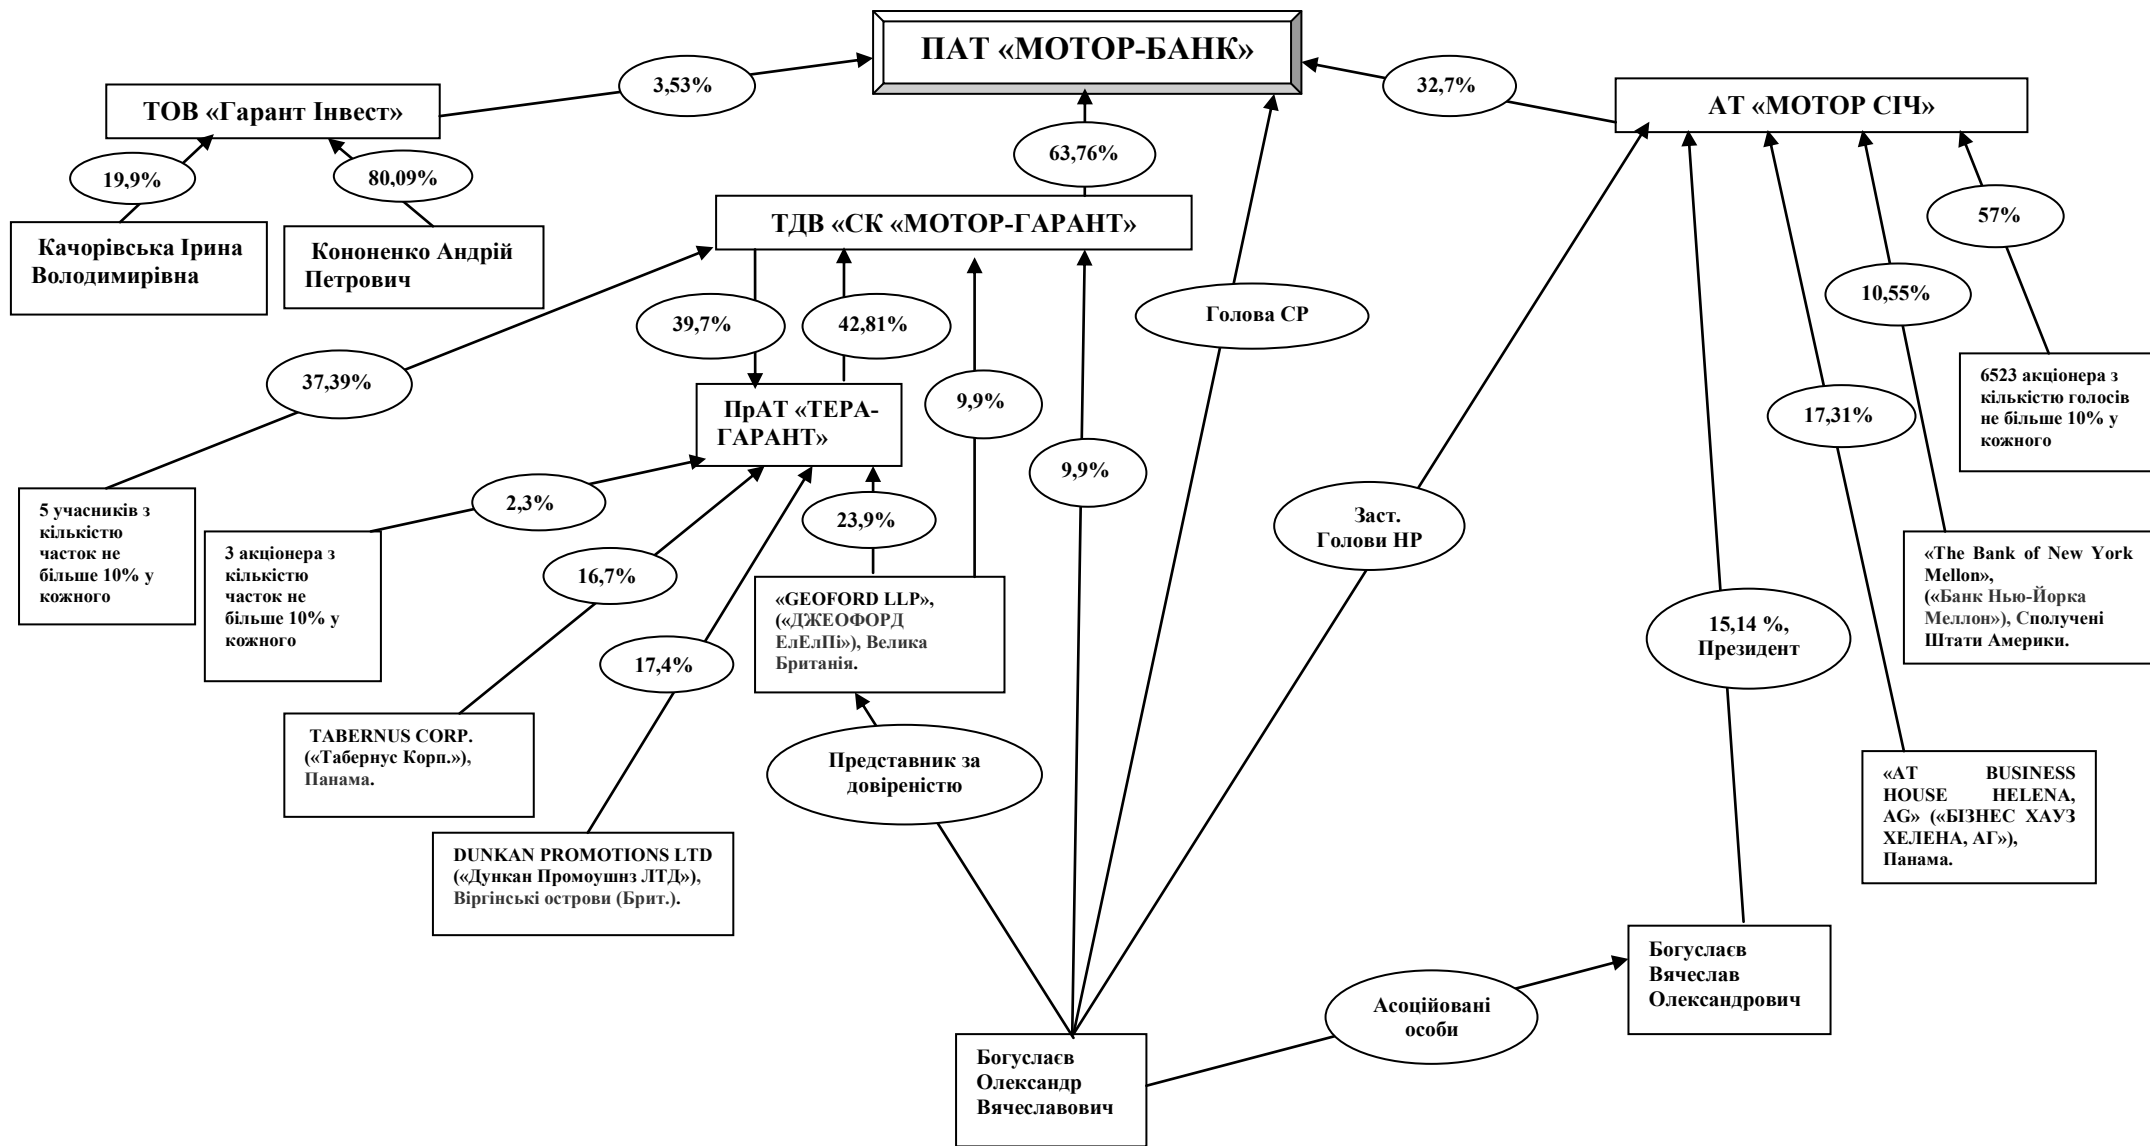 ПАТ «МОТОР-БАНК»
3,53%
32,7%
ТОВ «Гарант Інвест»
АТ «МОТОР СІЧ»
63,76%
19,9%
80,09%
ТДВ «СК «МОТОР-ГАРАНТ»
57%
Качорівська Ірина
Володимирівна
Кононенко Андрій
Петрович
10,55%
39,7%
42,81%
Голова СР
37,39%
9,9%
17,31%
6523 акціонера з
кількістю голосів
не більше 10% у
кожного
ПрАТ «ТЕРА-
ГАРАНТ»
9,9%
2,3%
23,9%
5 учасників з
кількістю
часток не
більше 10% у
кожного
3 акціонера з
кількістю
часток не
більше 10% у
кожного
Заст.
Голови НР
16,7%
«The Bank of New York
Mellon»,
(«Банк Нью-Йорка
Меллон»), Сполучені
Штати Америки.
«GEOFORD LLP»,
(«ДЖЕОФОРД
ЕлЕлПі»), Велика
Британія.
15,14 %,
Президент
17,4%
TABERNUS CORP.
(«Табернус Корп.»),
Панама.
Представник за
довіреністю
«AT BUSINESS
HOUSE HELENA,
AG» («БІЗНЕС ХАУЗ
ХЕЛЕНА, АГ»),
Панама.
DUNKAN PROMOTIONS LTD
(«Дункан Промоушнз ЛТД»),
Віргінські острови (Брит.).
Богуслаєв
Вячеслав
Олександрович
Асоційовані
особи
Богуслаєв
Олександр
Вячеславович